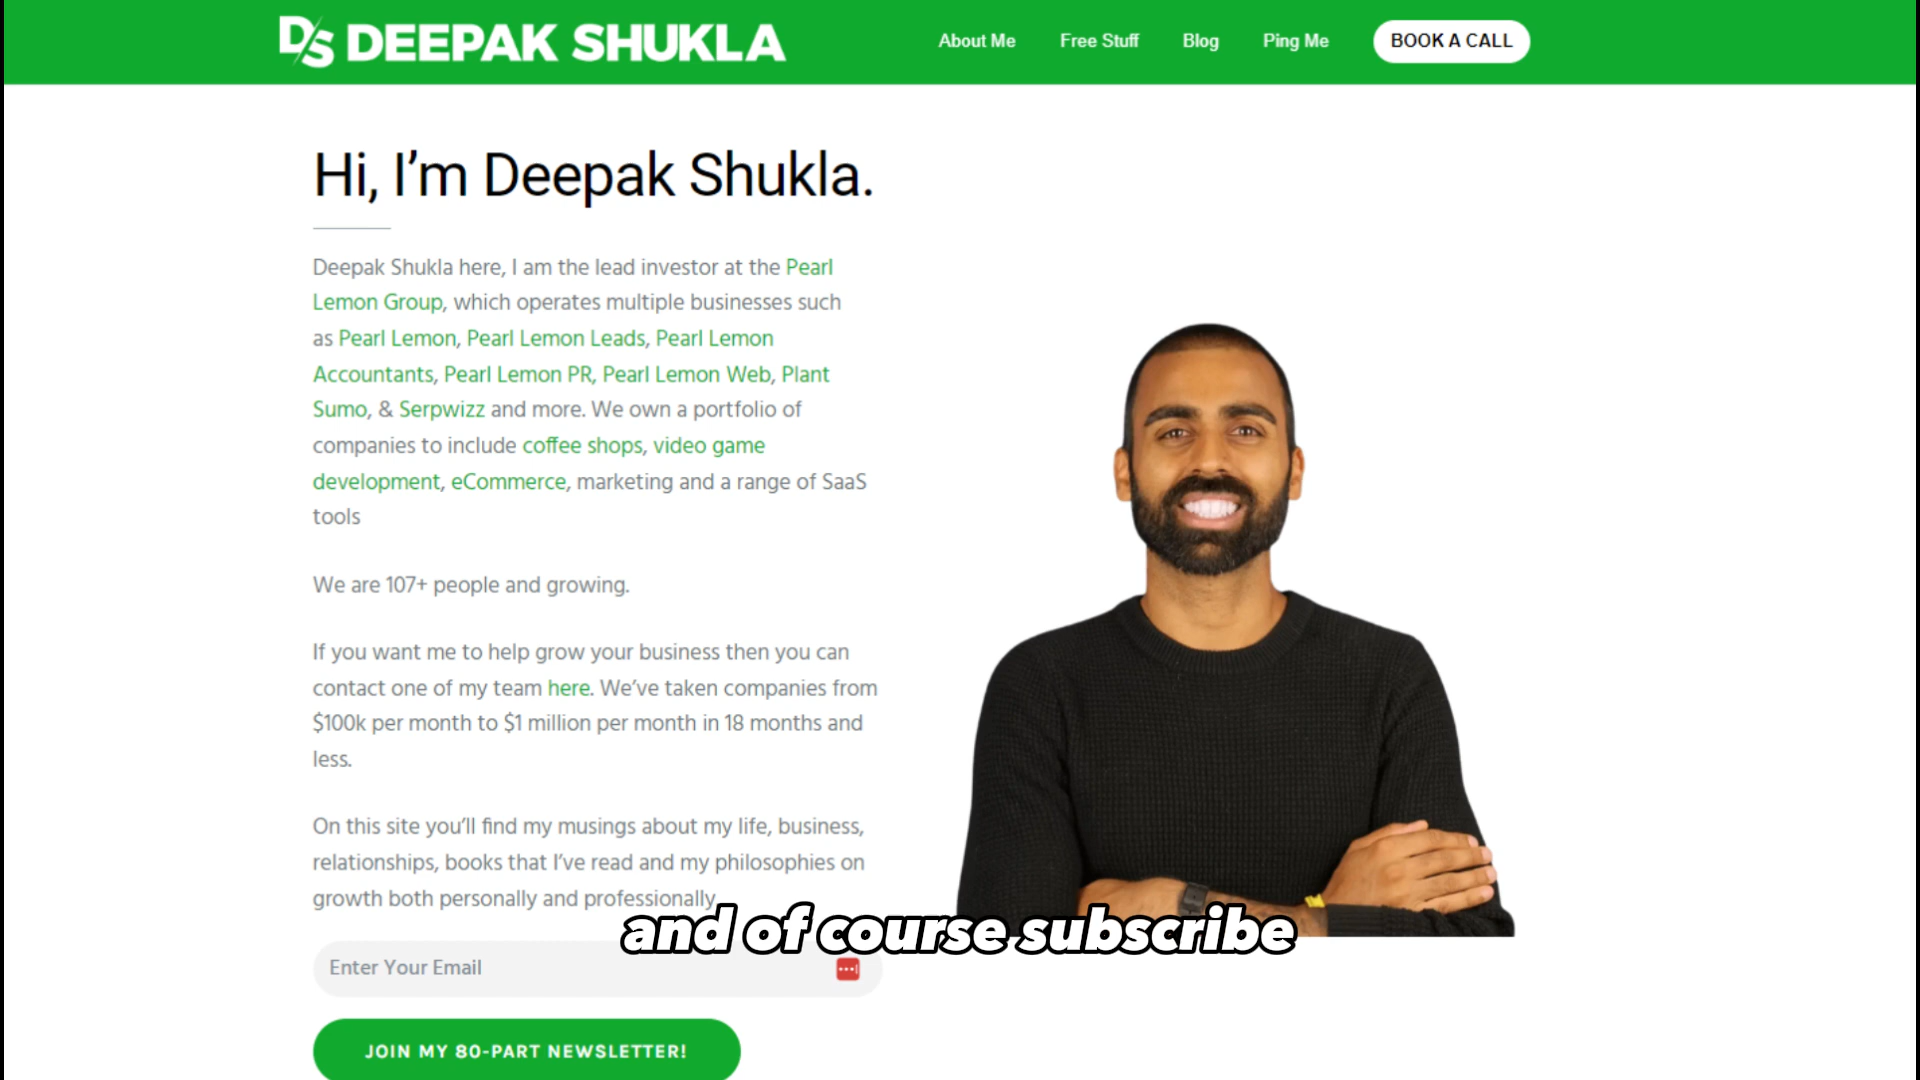 DS DEEPAK SHUKLA
About Me
Free Stuff
Blog
Ping Me
BOOK A CALL
Hi, I’m Deepak Shukla.
Deepak Shukla here, I am the lead investor at the Pearl
Lemon Group, which operates multiple businesses such
as Pearl Lemon, Pearl Lemon Leads, Pearl Lemon
Accountants, Pearl Lemon PR, Pearl Lemon Web, Plant
Sumo, & Serpwizz and more. We own a portfolio of
companies to include coffee shops, video game
development, eCommerce, marketing and a range of SaaS
tools
We are 107+ people and growing.
If you want me to help grow your business then you can
contact one of my team here. We’ve taken companies from
$100k per month to $1 million per month in 18 months and
less.
On this site you’ll find my musings about my life, business,
relationships, books that I’ve read and my philosophies on
growth both personally and professionally.
and of course subscribe
Enter Your Email
JOIN MY 80-PART NEWSLETTER!